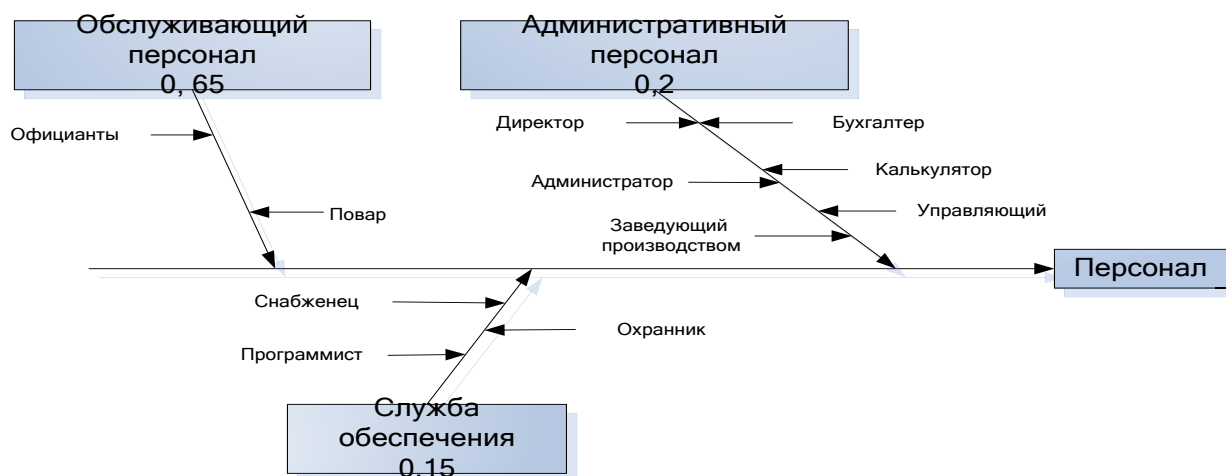 Обслуживающий
персонал
0, 65
Административный
персонал
0,2
Официанты
Директор
Бухгалтер
Калькулятор
Администратор
Повар
Управляющий
Заведующий
производством
Персонал
Снабженец
Охранник
Программист
Служба
обеспечения
0,15